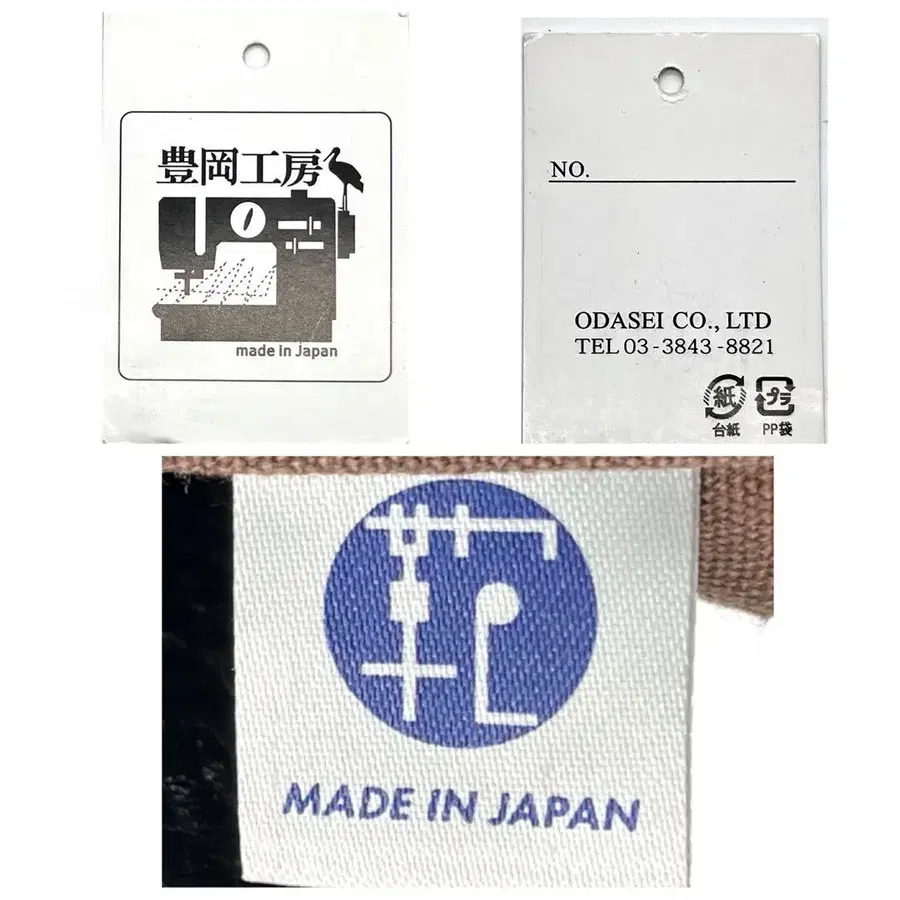 豊岡工房
made in Japan
NO.
ODASEI CO., LTD
TEL 03-3843-8821
紙 プラ
台紙 PP袋
MADE IN JAPAN